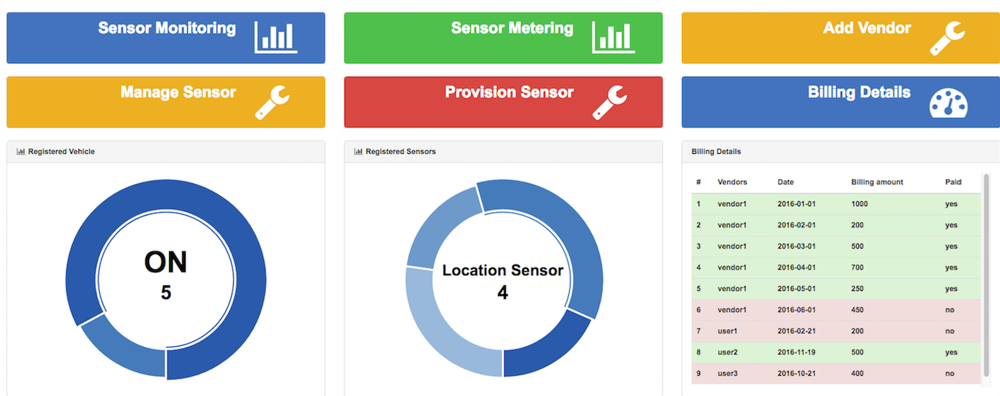 Sensor Monitoring
Sensor Metering
Add Vendor
Manage Sensor
Provision Sensor
Billing Details
Registered Vehicle
ON
5
Registered Sensors
Location Sensor
4
Billing Details
# Vendors Date Billing amount Paid
1 vendor1 2016-01-01 1000 yes
2 vendor1 2016-02-01 200 yes
3 vendor1 2016-03-01 500 yes
4 vendor1 2016-04-01 700 yes
5 vendor1 2016-05-01 250 yes
6 vendor1 2016-06-01 450 no
7 user1 2016-02-21 200 no
8 user2 2016-11-19 500 yes
9 user3 2016-10-21 400 no